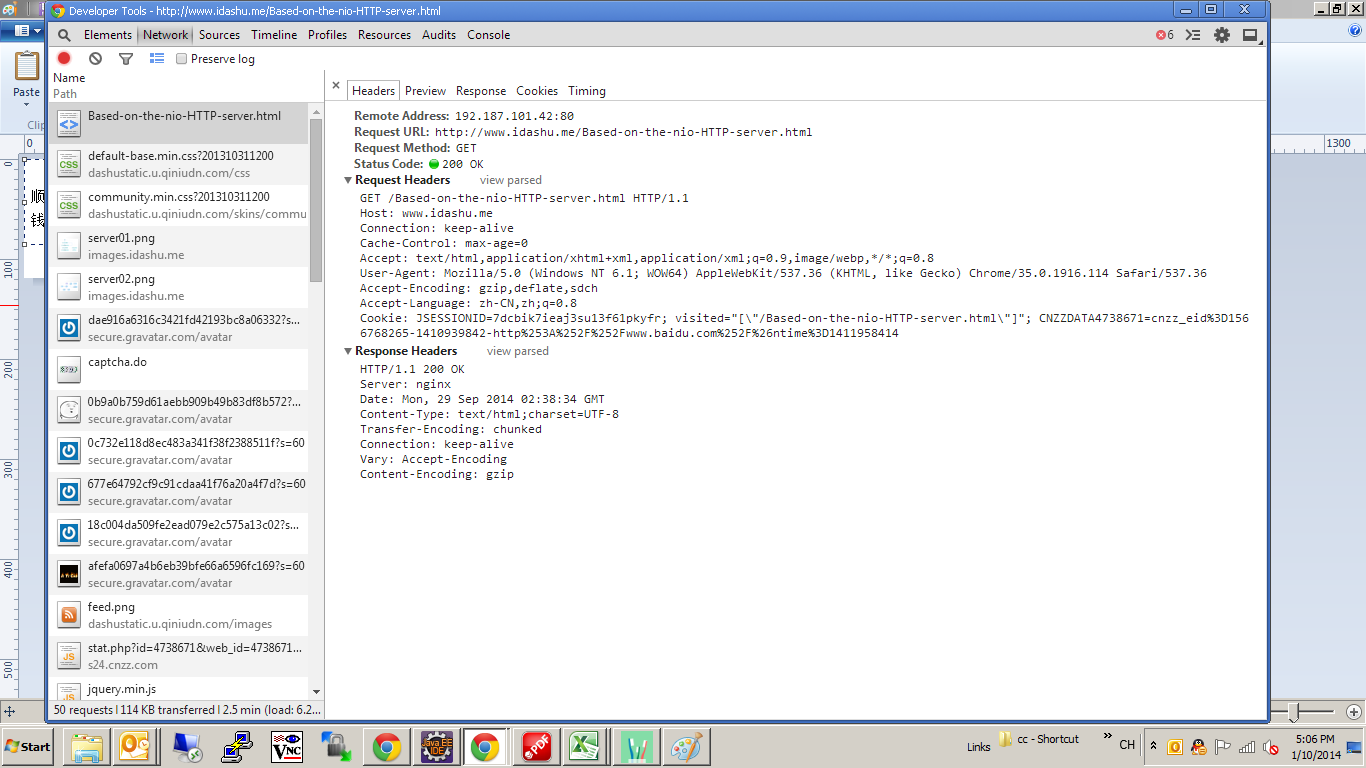 Developer Tools - http://www.idashu.me/Based-on-the-nio-HTTP-server.html
Elements Network Sources Timeline Profiles Resources Audits Console
6
Preserve log
Paste
Clip
0
1300
0
100
200
300
400
500
顺
钱
Name
Path
Based-on-the-nio-HTTP-server.html
default-base.min.css?201310311200
dashustatic.u.qiniudn.com/css
community.min.css?201310311200
dashustatic.u.qiniudn.com/skins/commu
server01.png
images.idashu.me
server02.png
images.idashu.me
dae916a6316c3421fd42193bc8a06332?s...
secure.gravatar.com/avatar
captcha.do
0b9a0b759d61aebb909b49b83df8b572?...
secure.gravatar.com/avatar
0c732e118d8ec483a341f38f2388511f?s=60
secure.gravatar.com/avatar
677e64792cf9c91cdaa41f76a20a4f7d?s=60
secure.gravatar.com/avatar
18c004da509fe2ead079e2c575a13c02?s...
secure.gravatar.com/avatar
afefa0697a4b6eb39bfe66a6596fc169?s=60
secure.gravatar.com/avatar
feed.png
dashustatic.u.qiniudn.com/images
stat.php?id=4738671&web_id=4738671...
s24.cnzz.com
jquery.min.js
50 requests | 114 KB transferred | 2.5 min (load: 6.2...
× Headers Preview Response Cookies Timing
Remote Address: 192.187.101.42:80
Request URL: http://www.idashu.me/Based-on-the-nio-HTTP-server.html
Request Method: GET
Status Code: 200 OK
Request Headers view parsed
GET /Based-on-the-nio-HTTP-server.html HTTP/1.1
Host: www.idashu.me
Connection: keep-alive
Cache-Control: max-age=0
Accept: text/html,application/xhtml+xml,application/xml;q=0.9,image/webp,*/*;q=0.8
User-Agent: Mozilla/5.0 (Windows NT 6.1; WOW64) AppleWebKit/537.36 (KHTML, like Gecko) Chrome/35.0.1916.114 Safari/537.36
Accept-Encoding: gzip,deflate,sdch
Accept-Language: zh-CN,zh;q=0.8
Cookie: JSESSIONID=7dcbik7ieaj3su13f61pkyfr; visited="[\"/Based-on-the-nio-HTTP-server.html\"]"; CNZZDATA4738671=cnzz_eid%3D156
6768265-1410939842-http%253A%252F%252Fwww.baidu.com%252F%26ntime%3D1411958414
Response Headers view parsed
HTTP/1.1 200 OK
Server: nginx
Date: Mon, 29 Sep 2014 02:38:34 GMT
Content-Type: text/html;charset=UTF-8
Transfer-Encoding: chunked
Connection: keep-alive
Vary: Accept-Encoding
Content-Encoding: gzip
Start
VNC
Java EE
IDE
PDF
Links cc - Shortcut » CH
5:06 PM
1/10/2014